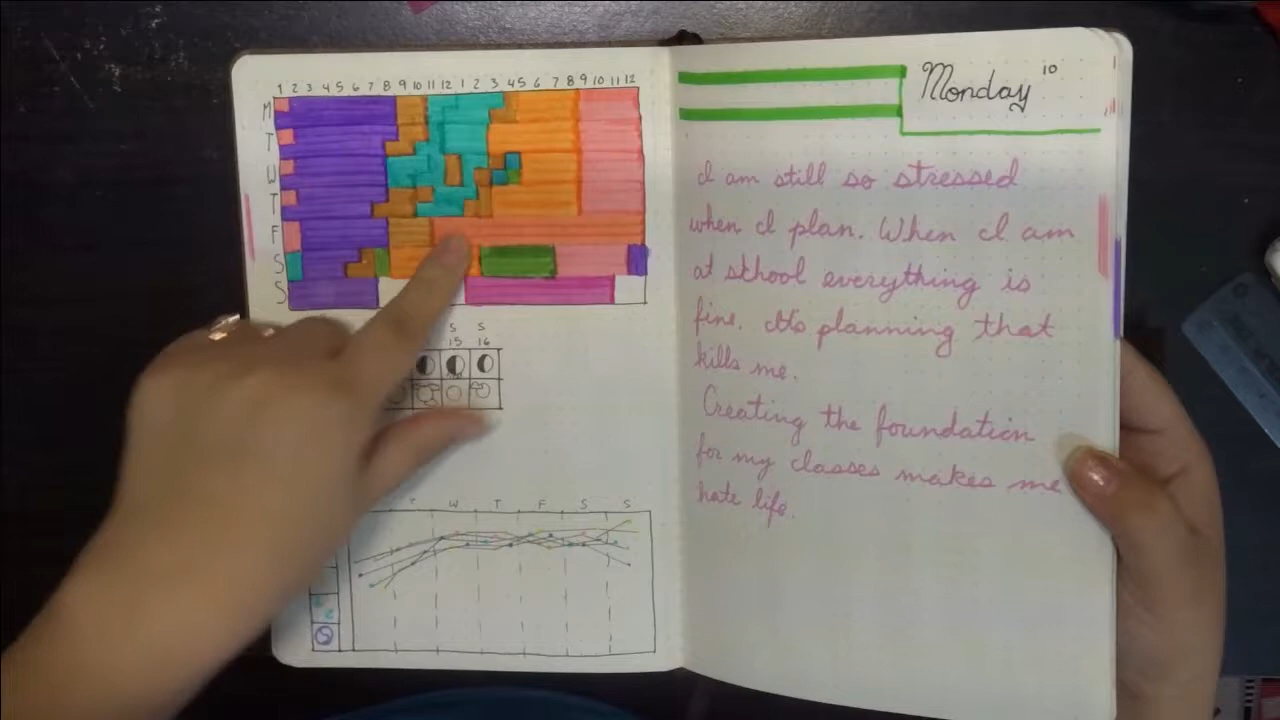 1 2 3 4 5 6 7 8 9 10 11 12 1 2 3 4 5 6 7 8 9 10 11 12
M
T
W
T
F
S
S
S S
15 16
T W T F S S
Monday 10
I am still so stressed
when I plan. When I am
at school everything is
fine. It's planning that
kills me.
Creating the foundation
for my classes makes me
hate life.